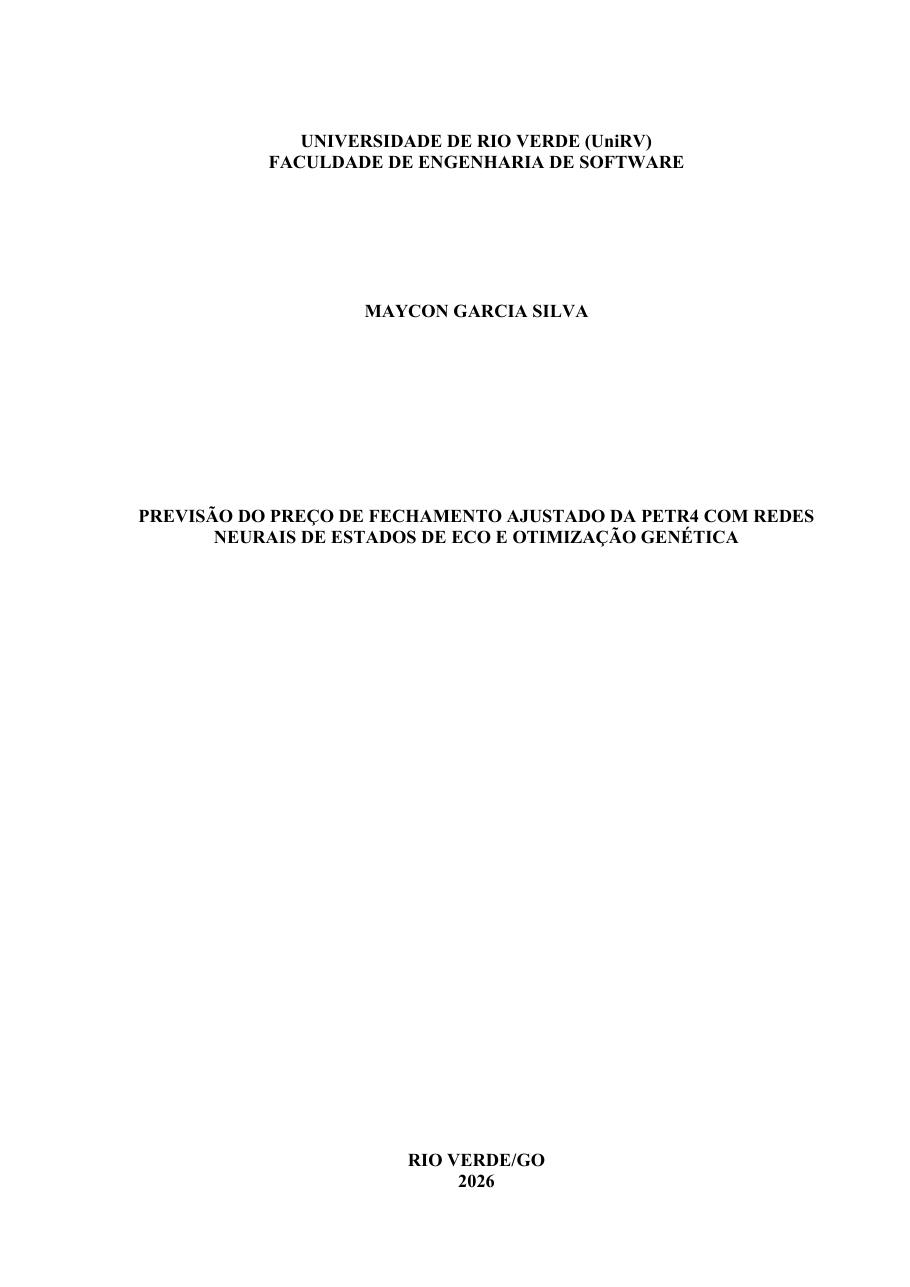 UNIVERSIDADE DE RIO VERDE (UniRV)
FACULDADE DE ENGENHARIA DE SOFTWARE
MAYCON GARCIA SILVA
PREVISÃO DO PREÇO DE FECHAMENTO AJUSTADO DA PETR4 COM REDES
NEURAIS DE ESTADOS DE ECO E OTIMIZAÇÃO GENÉTICA
RIO VERDE/GO
2026